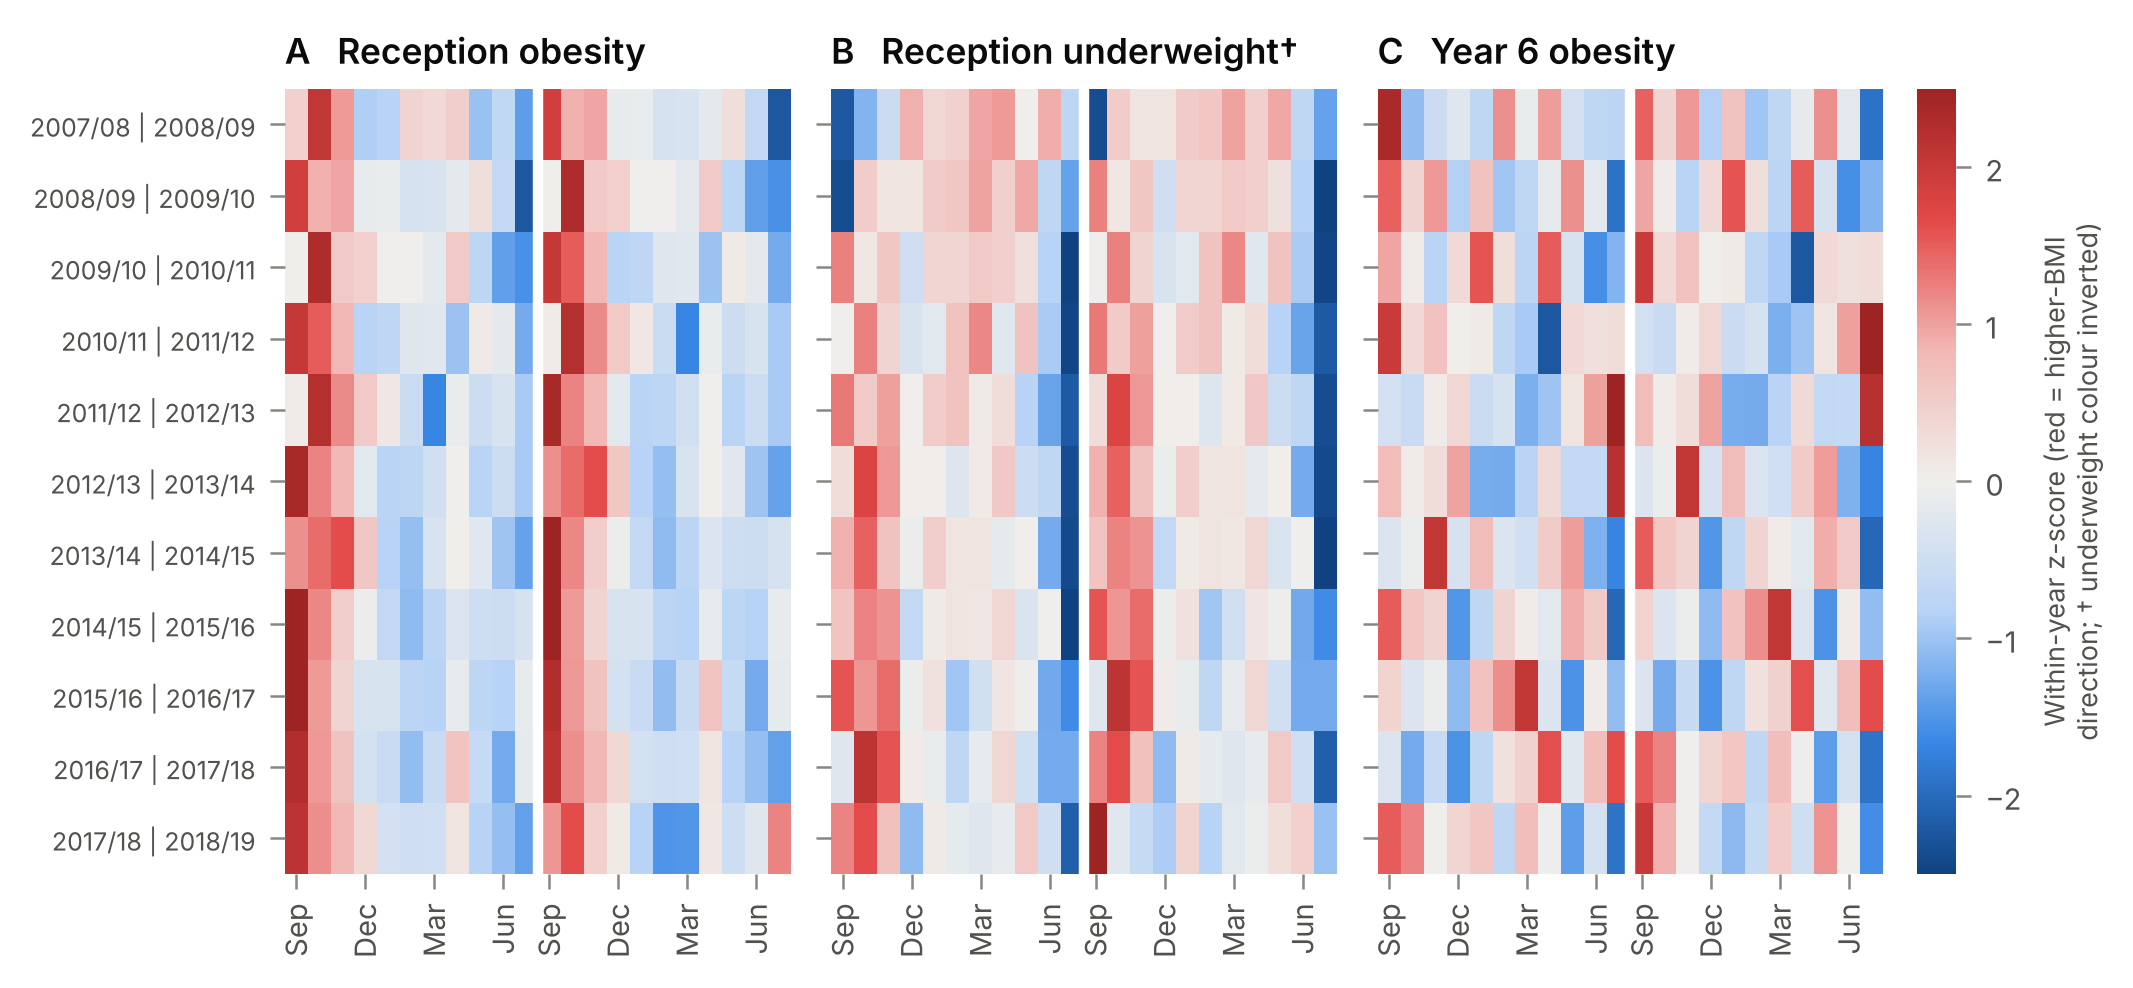 A Reception obesity
B Reception underweight†
C Year 6 obesity
2007/08 | 2008/09
2008/09 | 2009/10
2009/10 | 2010/11
2010/11 | 2011/12
2011/12 | 2012/13
2012/13 | 2013/14
2013/14 | 2014/15
2014/15 | 2015/16
2015/16 | 2016/17
2016/17 | 2017/18
2017/18 | 2018/19
Sep Dec Mar Jun Sep Dec Mar Jun
Sep Dec Mar Jun Sep Dec Mar Jun
Sep Dec Mar Jun Sep Dec Mar Jun
2
1
0
−1
−2
Within-year z-score (red = higher-BMI
direction; † underweight colour inverted)